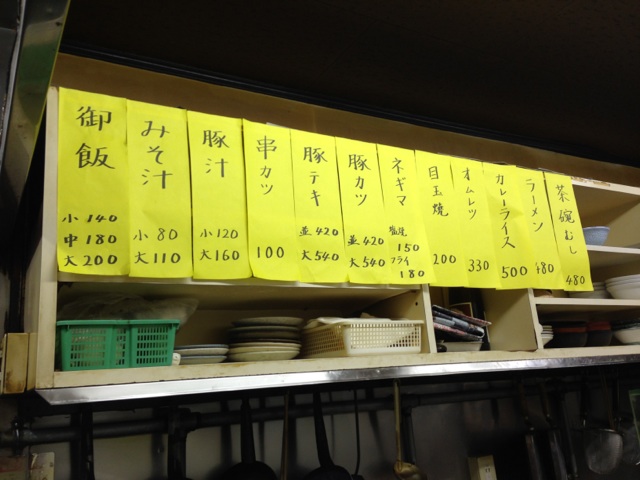 御飯
小 140
中 180
大 200
みそ汁
小 80
大 110
豚汁
小 120
大 160
串カツ
100
豚テキ
並 420
大 540
豚カツ
並 420
大 540
ネギマ
塩焼
150
フライ
180
目玉焼
200
オムレツ
330
カレーライス
500
ラーメン
480
茶碗むし
480